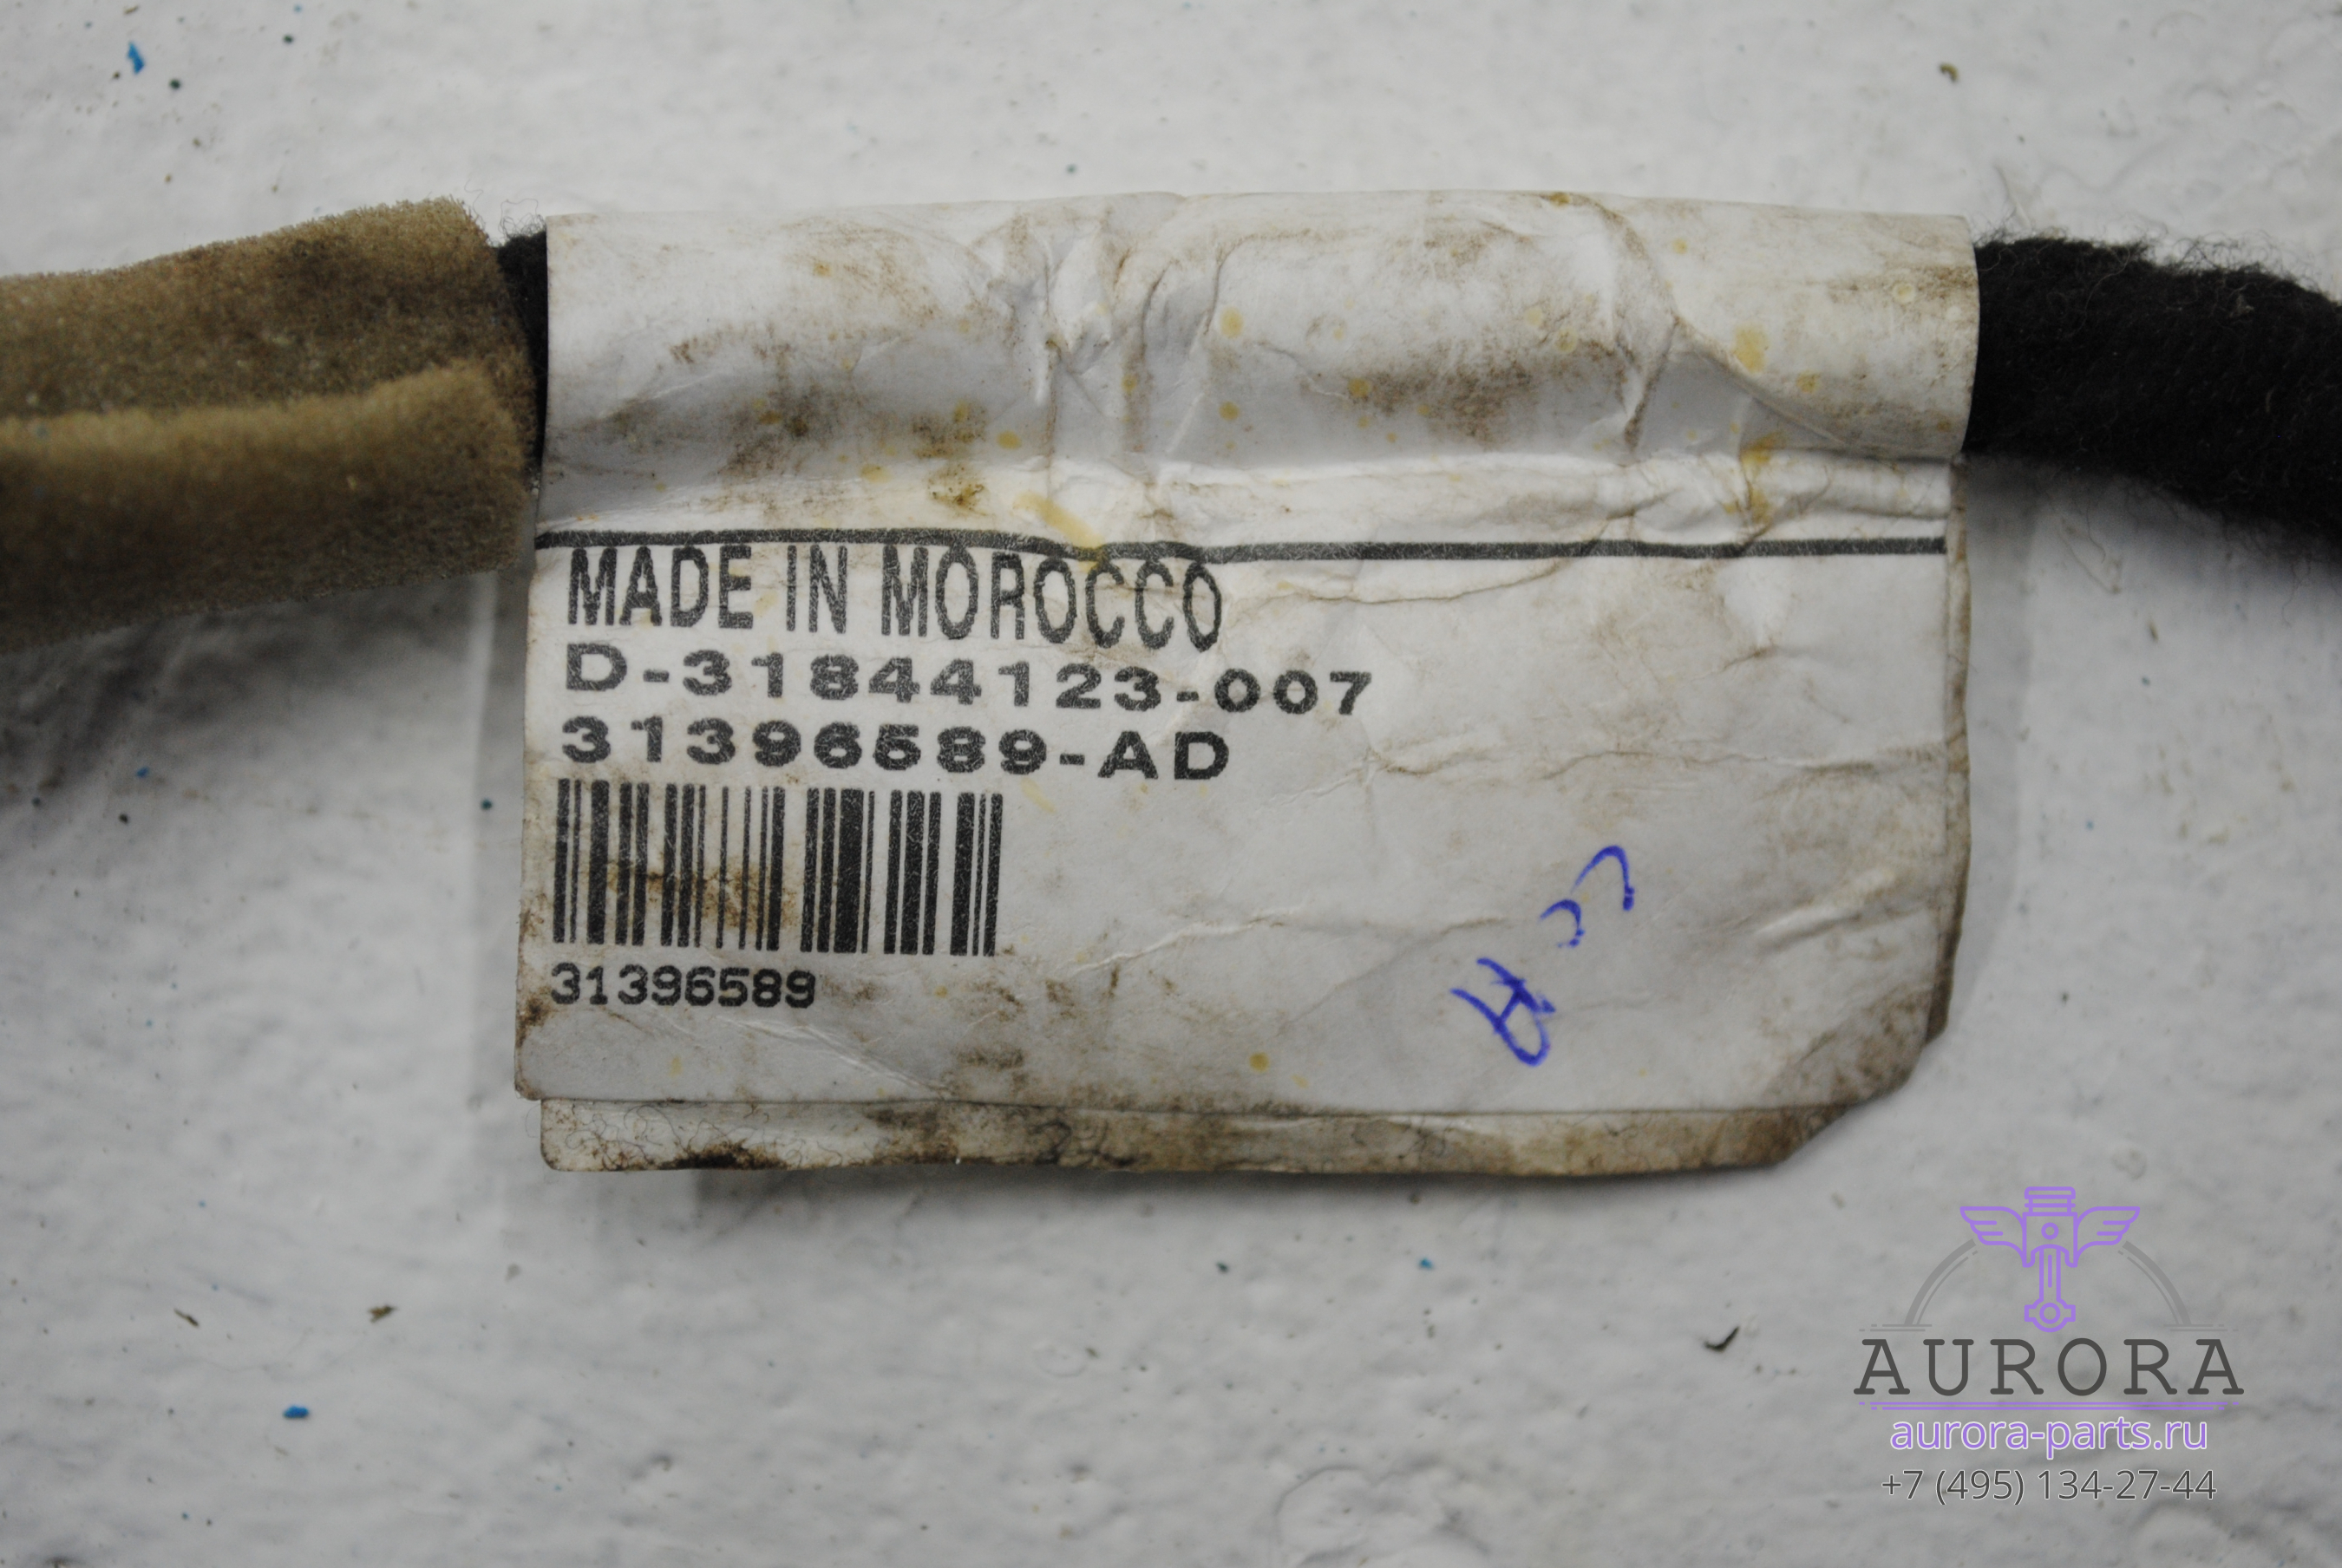 MADE IN MOROCCO
D-31844123-007
31396589-AD
31396589
AURORA
aurora-parts.ru
+7 (495) 134-27-44